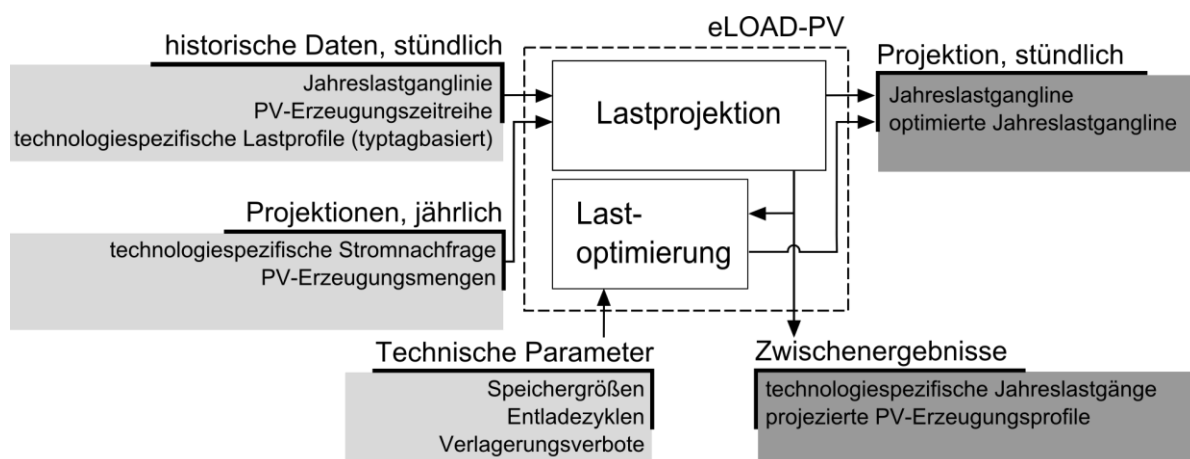 eLOAD-PV
historische Daten, stündlich
Jahreslastganglinie
PV-Erzeugungszeitreihe
technologiespezifische Lastprofile (typtagbasiert)
Projektionen, jährlich
technologiespezifische Stromnachfrage
PV-Erzeugungsmengen
Lastprojektion
Last-
optimierung
Projektion, stündlich
Jahreslastgangline
optimierte Jahreslastgangline
Technische Parameter
Speichergrößen
Entladezyklen
Verlagerungsverbote
Zwischenergebnisse
technologiespezifische Jahreslastgänge
projezierte PV-Erzeugungsprofile